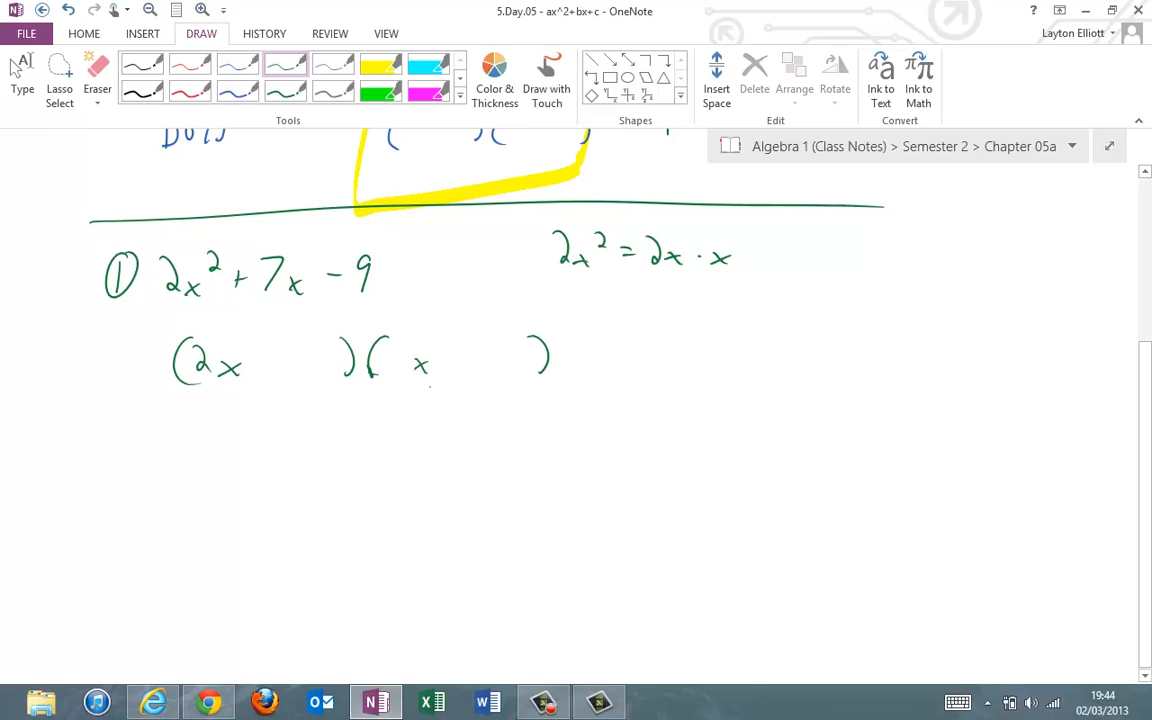 5.Day.05 - ax^2+bx+c - OneNote
FILE HOME INSERT DRAW HISTORY REVIEW VIEW
Layton Elliott
Type
Lasso Select
Eraser
Color & Thickness
Draw with Touch
Insert Space
Delete
Arrange
Rotate
Ink to Text
Ink to Math
Tools
Shapes
Edit
Convert
Algebra 1 (Class Notes) > Semester 2 > Chapter 05a
① 2x² + 7x - 9
2x² = 2x · x
(2x )( x )
19:44
02/03/2013